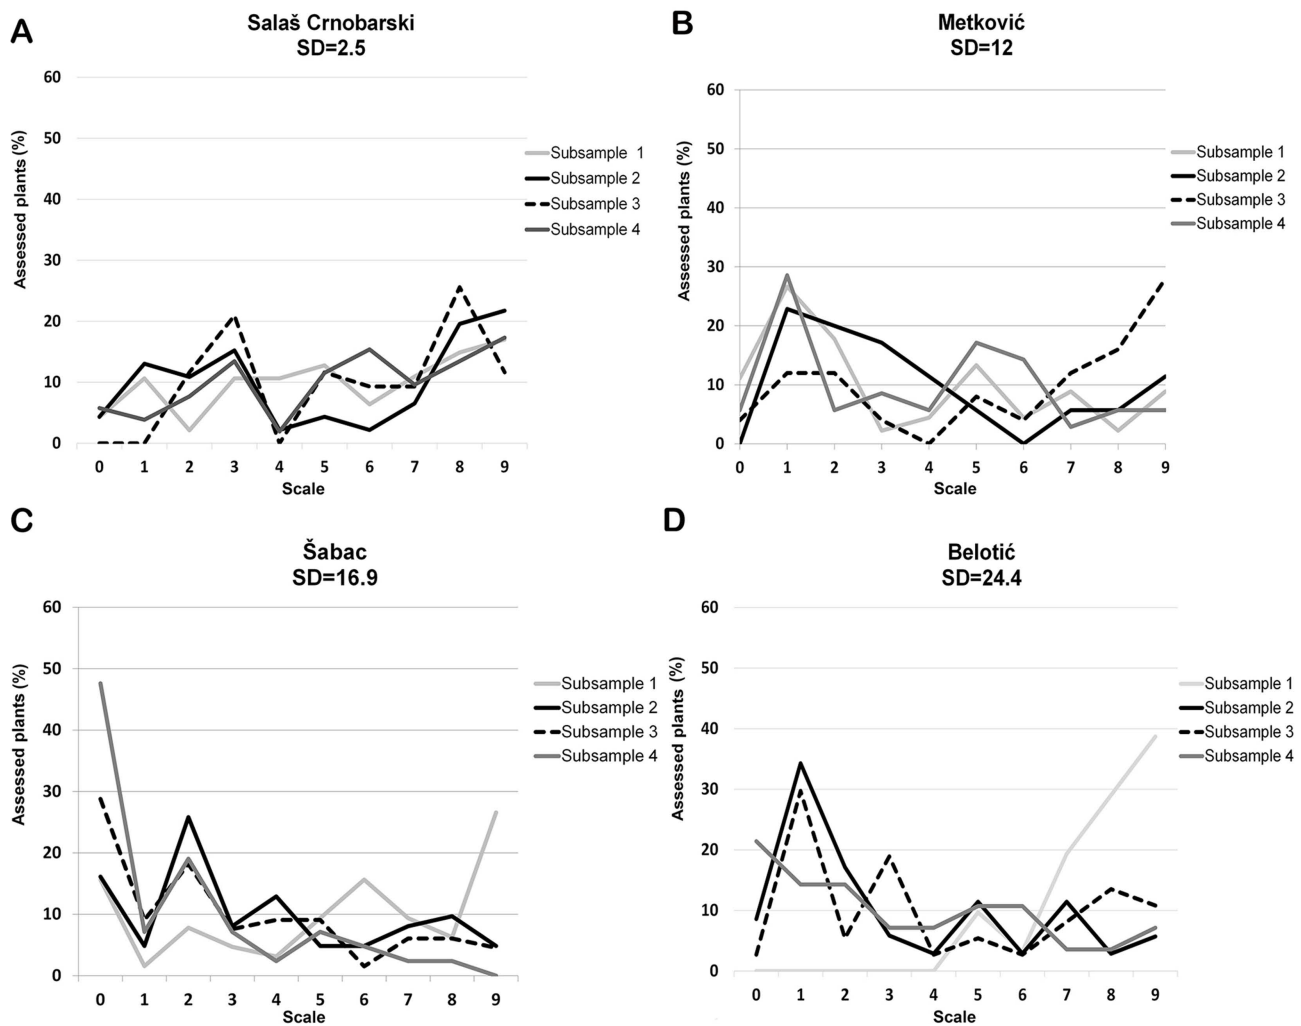 A
Salaš Crnobarski
SD=2.5
Assessed plants (%)
60
50
40
30
20
10
0
0 1 2 3 4 5 6 7 8 9
Scale
Subsample 1
Subsample 2
Subsample 3
Subsample 4
B
Metković
SD=12
Assessed plants (%)
60
50
40
30
20
10
0
0 1 2 3 4 5 6 7 8 9
Scale
Subsample 1
Subsample 2
Subsample 3
Subsample 4
C
Šabac
SD=16.9
Assessed plants (%)
60
50
40
30
20
10
0
0 1 2 3 4 5 6 7 8 9
Scale
Subsample 1
Subsample 2
Subsample 3
Subsample 4
D
Belotić
SD=24.4
Assessed plants (%)
60
50
40
30
20
10
0
0 1 2 3 4 5 6 7 8 9
Scale
Subsample 1
Subsample 2
Subsample 3
Subsample 4